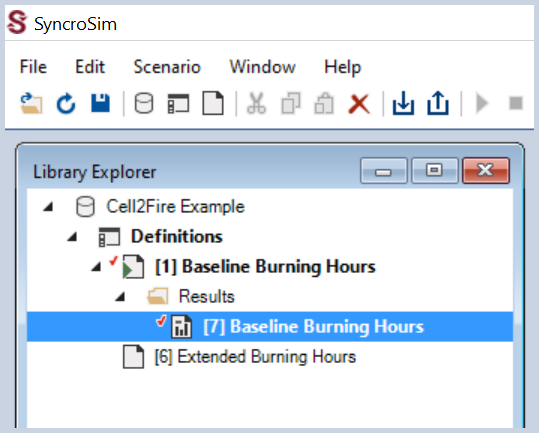 SyncroSim
File Edit Scenario Window Help
Library Explorer
Cell2Fire Example
Definitions
[1] Baseline Burning Hours
Results
[7] Baseline Burning Hours
[6] Extended Burning Hours